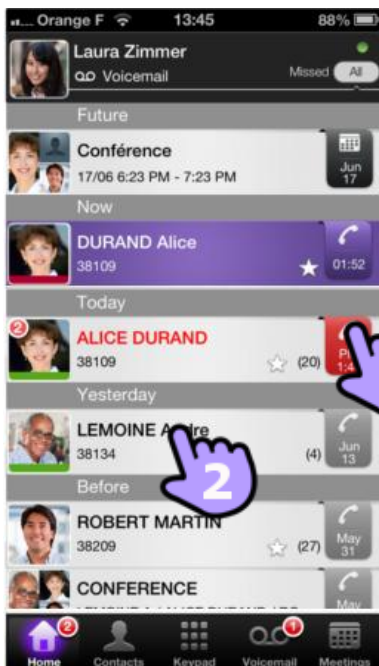 Orange F 13:45 88%
Laura Zimmer
Voicemail Missed All
Future
Conférence
17/06 6:23 PM - 7:23 PM Jun 17
Now
DURAND Alice
38109 01:52
Today
2
ALICE DURAND
38109 (20)
Yesterday
LEMOINE
38134 (4) Jun 13
2
Before
ROBERT MARTIN
38209 (27) May 31
CONFERENCE
May
2 1
Home Contacts Keypad Voicemail Meetings